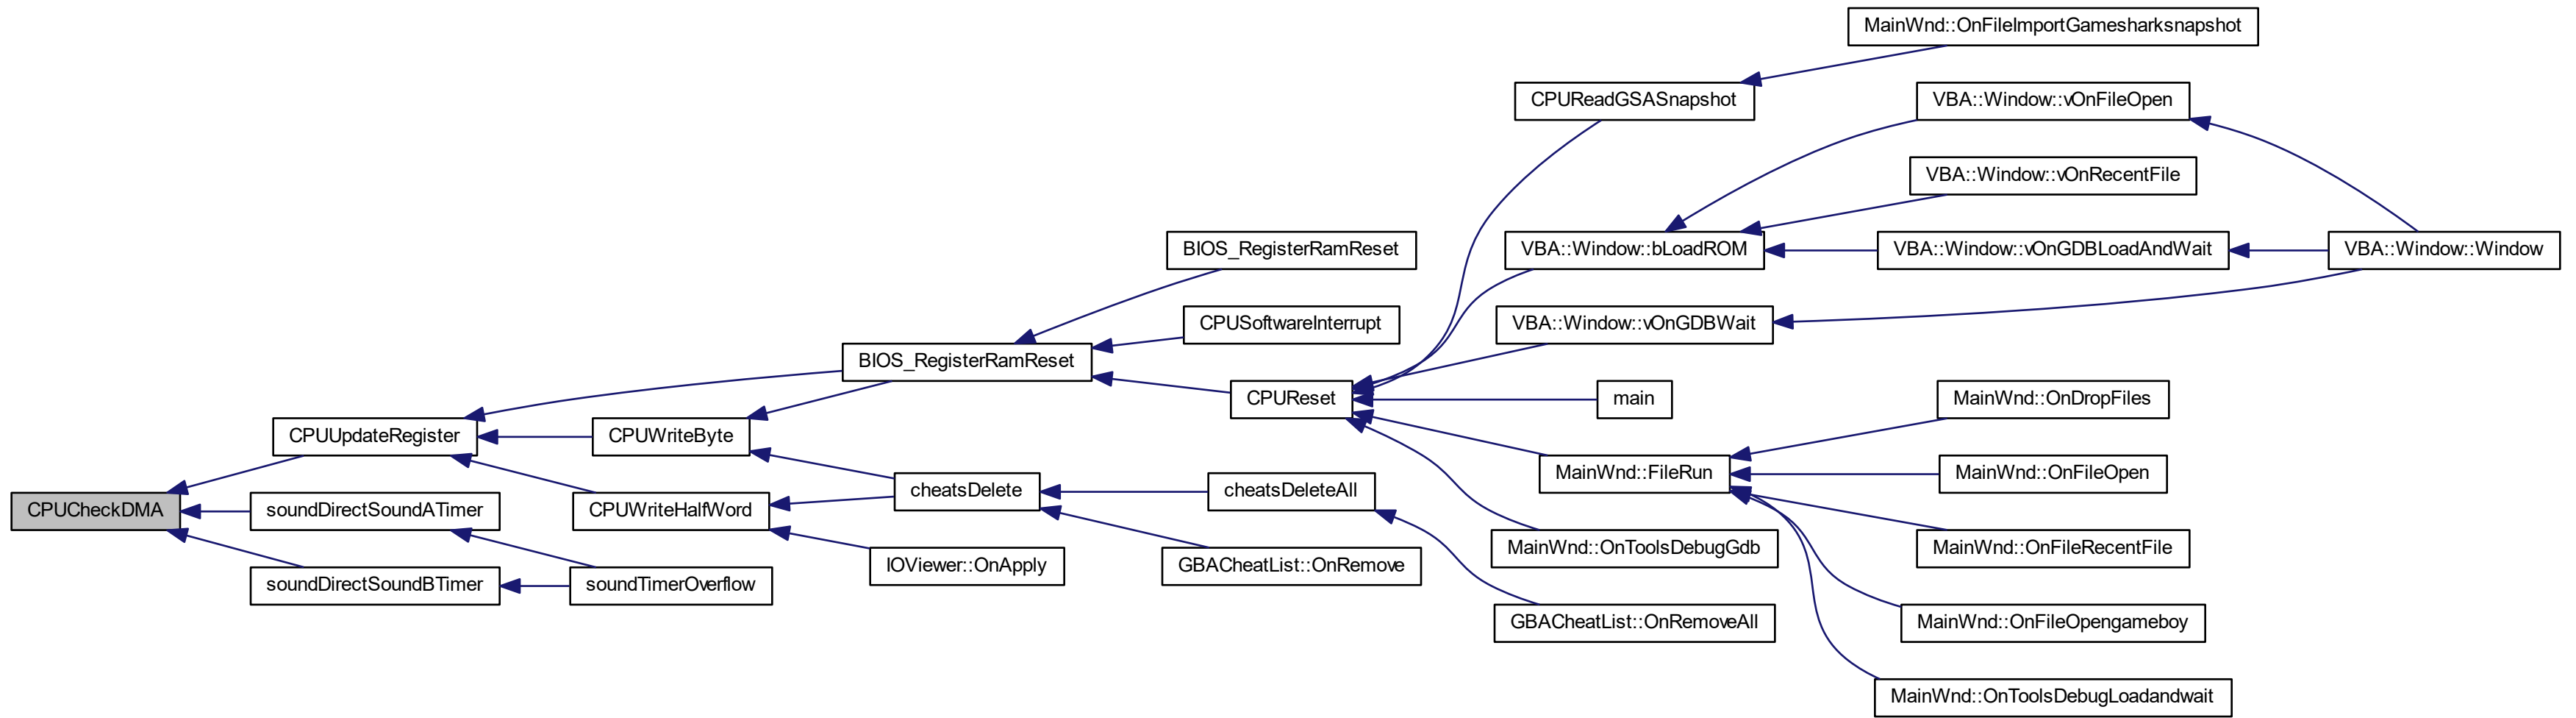 MainWnd::OnFileImportGamesharksnapshot
CPUReadGSASnapshot
VBA::Window::vOnFileOpen
VBA::Window::vOnRecentFile
BIOS_RegisterRamReset
VBA::Window::bLoadROM
VBA::Window::vOnGDBLoadAndWait
VBA::Window::Window
CPUSoftwareInterrupt
VBA::Window::vOnGDBWait
BIOS_RegisterRamReset
CPUReset
main
MainWnd::OnDropFiles
CPUUpdateRegister
CPUWriteByte
MainWnd::FileRun
MainWnd::OnFileOpen
cheatsDelete
cheatsDeleteAll
CPUCheckDMA
soundDirectSoundATimer
CPUWriteHalfWord
MainWnd::OnToolsDebugGdb
MainWnd::OnFileRecentFile
IOViewer::OnApply
GBACheatList::OnRemove
soundDirectSoundBTimer
soundTimerOverflow
GBACheatList::OnRemoveAll
MainWnd::OnFileOpengameboy
MainWnd::OnToolsDebugLoadandwait